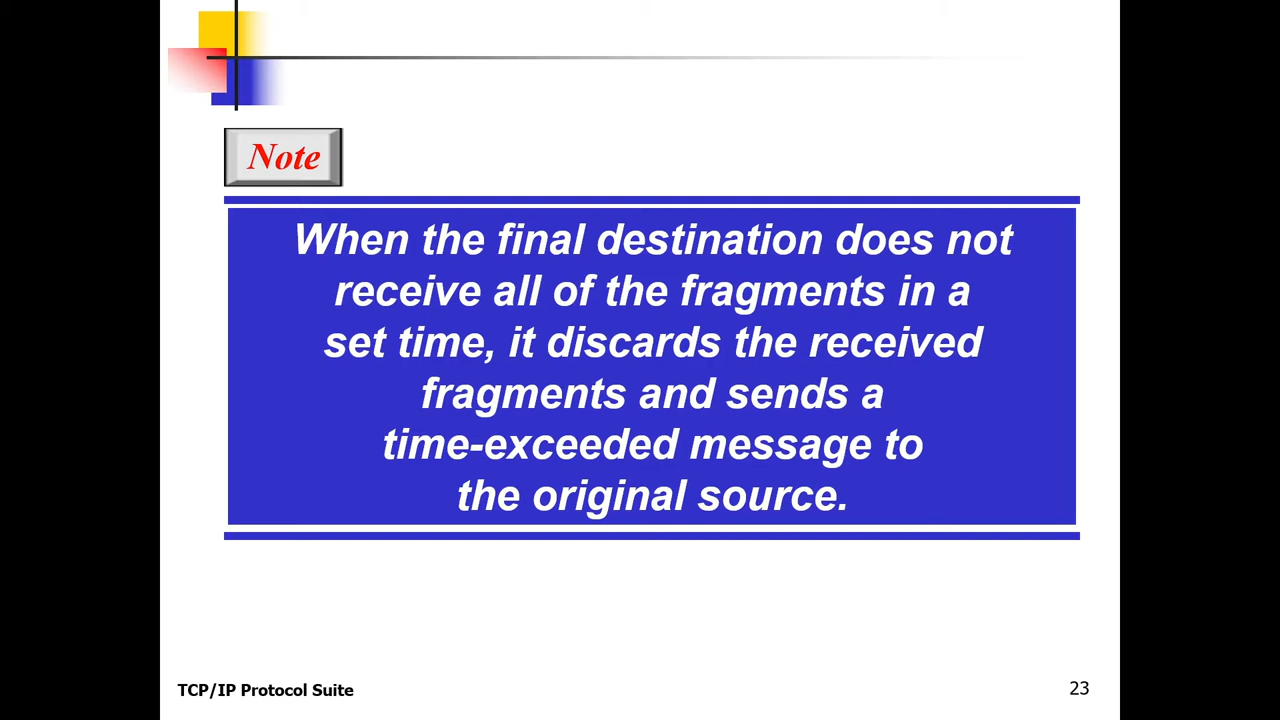 Note
When the final destination does not
receive all of the fragments in a
set time, it discards the received
fragments and sends a
time-exceeded message to
the original source.
TCP/IP Protocol Suite
23